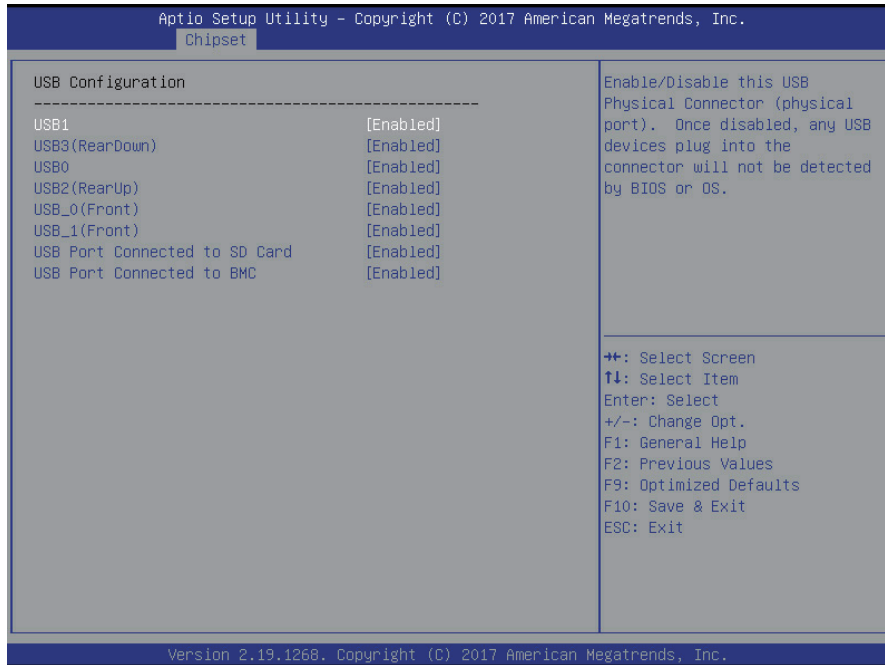 Aptio Setup Utility – Copyright (C) 2017 American Megatrends, Inc.
Chipset
USB Configuration
--------------------------------------------------
USB1 [Enabled]
USB3(RearDown) [Enabled]
USB0 [Enabled]
USB2(RearUp) [Enabled]
USB_0(Front) [Enabled]
USB_1(Front) [Enabled]
USB Port Connected to SD Card [Enabled]
USB Port Connected to BMC [Enabled]
Enable/Disable this USB
Physical Connector (physical
port). Once disabled, any USB
devices plug into the
connector will not be detected
by BIOS or OS.
→←: Select Screen
↑↓: Select Item
Enter: Select
+/-: Change Opt.
F1: General Help
F2: Previous Values
F9: Optimized Defaults
F10: Save & Exit
ESC: Exit
Version 2.19.1268. Copyright (C) 2017 American Megatrends, Inc.